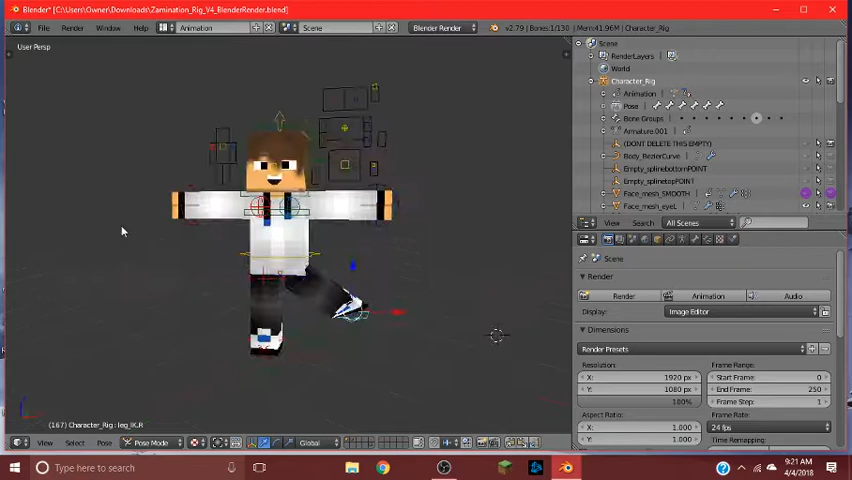 Blender* [C:\Users\Owner\Downloads\Zamination_Rig_V4_BlenderRender.blend]
File Render Window Help Animation Scene Blender Render v2.79 | Bones:1/130 | Mem:41.96M | Character_Rig
User Persp
Scene
RenderLayers
World
Character_Rig
Animation
Pose
Bone Groups
Armature.001
(DONT DELETE THIS EMPTY)
Body_BezierCurve
Empty_splinebottomPOINT
Empty_splinetopPOINT
Face_mesh_SMOOTH
Face_mesh_eyeL
View Search All Scenes
Scene
Render
Render Animation Audio
Display: Image Editor
Dimensions
Render Presets
Resolution: Frame Range:
X: 1920 px Start Frame: 0
Y: 1080 px End Frame: 250
100% Frame Step: 1
Aspect Ratio: Frame Rate:
X: 1.000 24 fps
Y: 1.000 Time Remapping:
(167) Character_Rig : leg_IK.R
View Select Pose Pose Mode Global
Type here to search
9:21 AM
4/4/2018